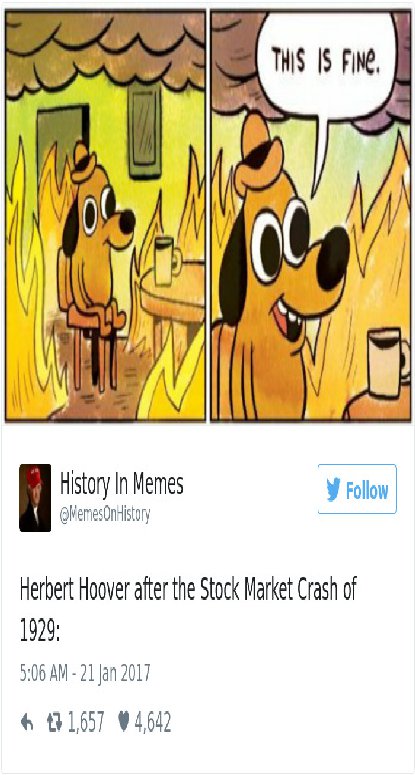 THIS IS FINE.
History In Memes
@MemesOnHistory
Follow
Herbert Hoover after the Stock Market Crash of
1929:
5:06 AM - 21 Jan 2017
1,657 4,642